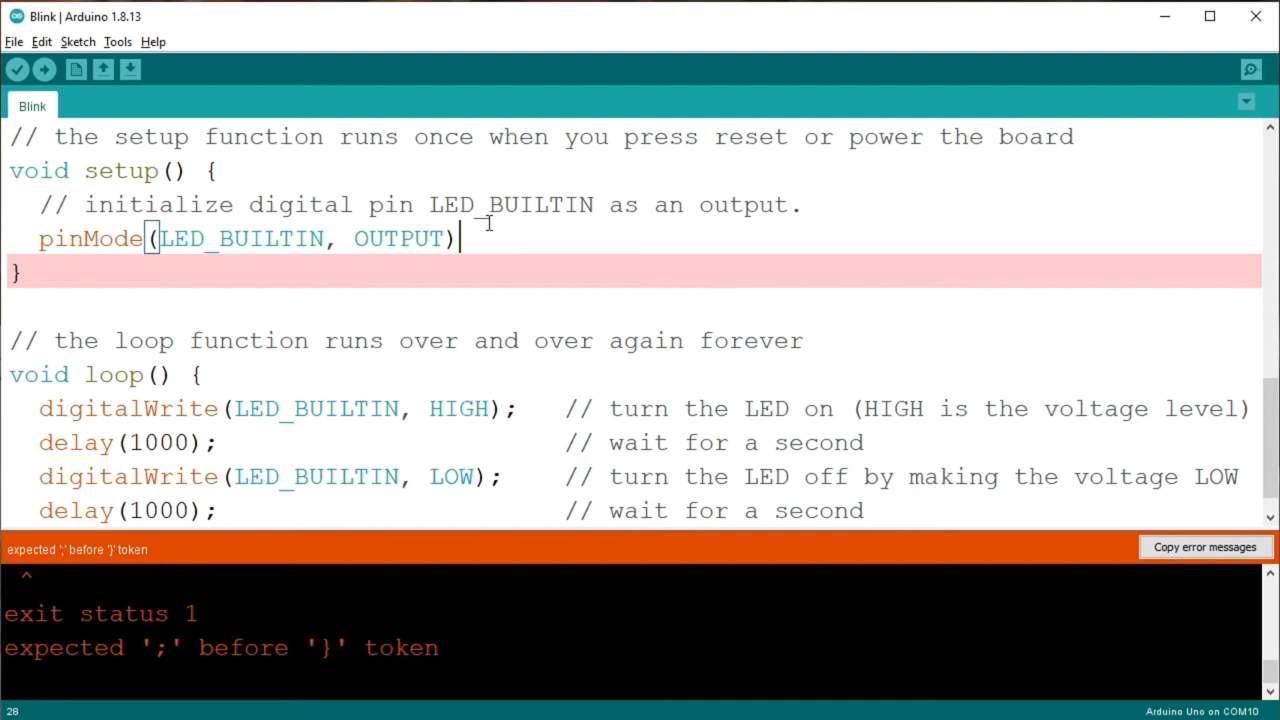 Blink | Arduino 1.8.13
File Edit Sketch Tools Help
Blink
// the setup function runs once when you press reset or power the board
void setup() {
  // initialize digital pin LED_BUILTIN as an output.
  pinMode(LED_BUILTIN, OUTPUT)
}
// the loop function runs over and over again forever
void loop() {
  digitalWrite(LED_BUILTIN, HIGH);   // turn the LED on (HIGH is the voltage level)
  delay(1000);                       // wait for a second
  digitalWrite(LED_BUILTIN, LOW);    // turn the LED off by making the voltage LOW
  delay(1000);                       // wait for a second
expected ';' before '}' token
Copy error messages
^
exit status 1
expected ';' before '}' token
28
Arduino Uno on COM10